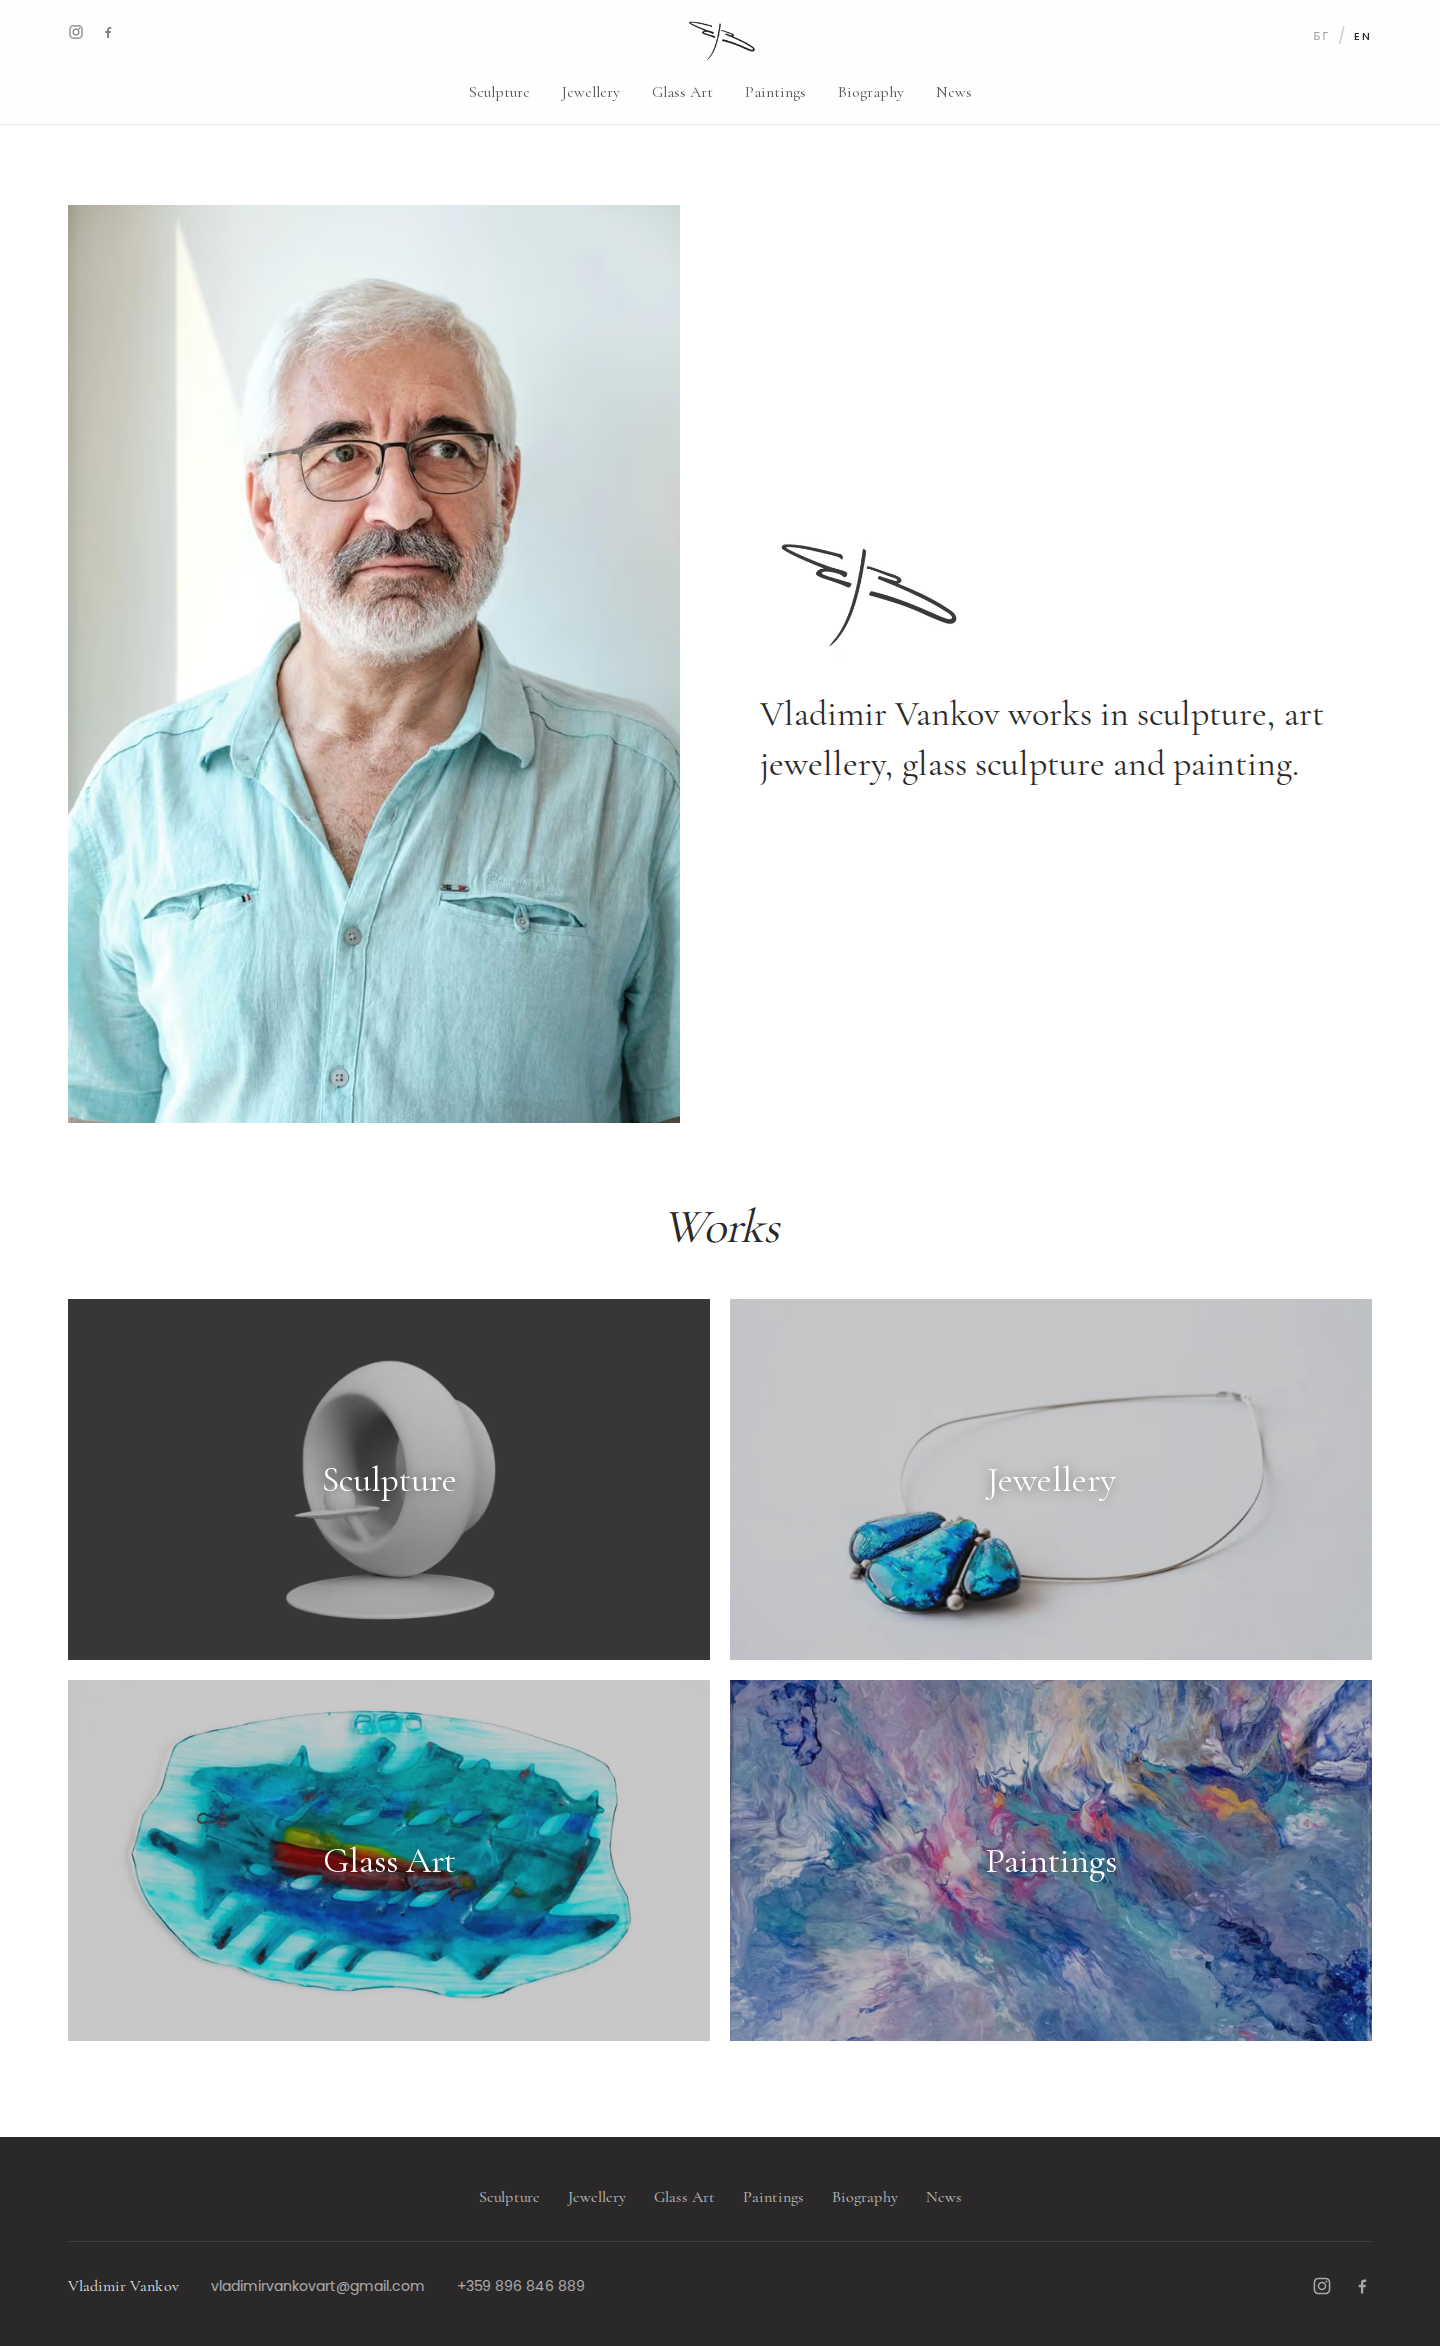 БГ / EN
Sculpture Jewellery Glass Art Paintings Biography News
Vladimir Vankov works in sculpture, art
jewellery, glass sculpture and painting.
Works
Sculpture
Jewellery
Glass Art
Paintings
Sculpture Jewellery Glass Art Paintings Biography News
Vladimir Vankov vladimirvankovart@gmail.com +359 896 846 889